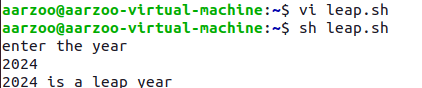 aarzoo@aarzoo-virtual-machine:~$ vi leap.sh
aarzoo@aarzoo-virtual-machine:~$ sh leap.sh
enter the year
2024
2024 is a leap year